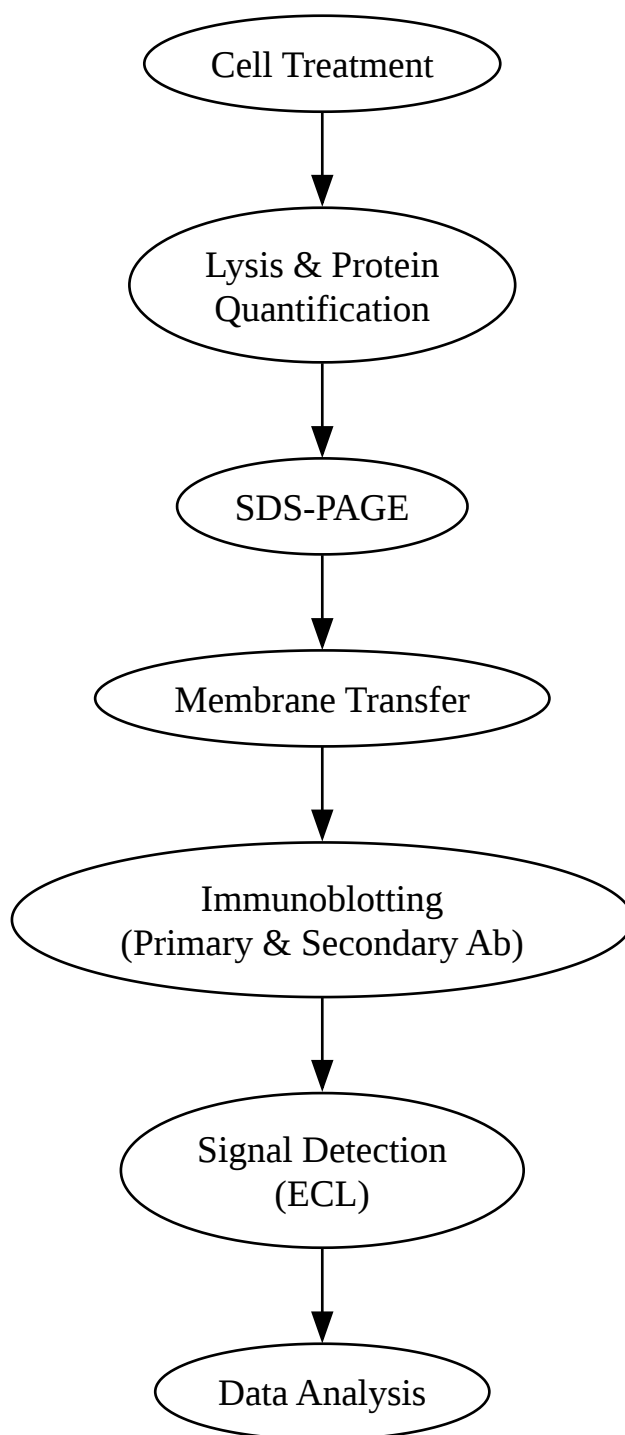 Cell Treatment
Lysis & Protein
Quantification
SDS-PAGE
Membrane Transfer
Immunoblotting
(Primary & Secondary Ab)
Signal Detection
(ECL)
Data Analysis